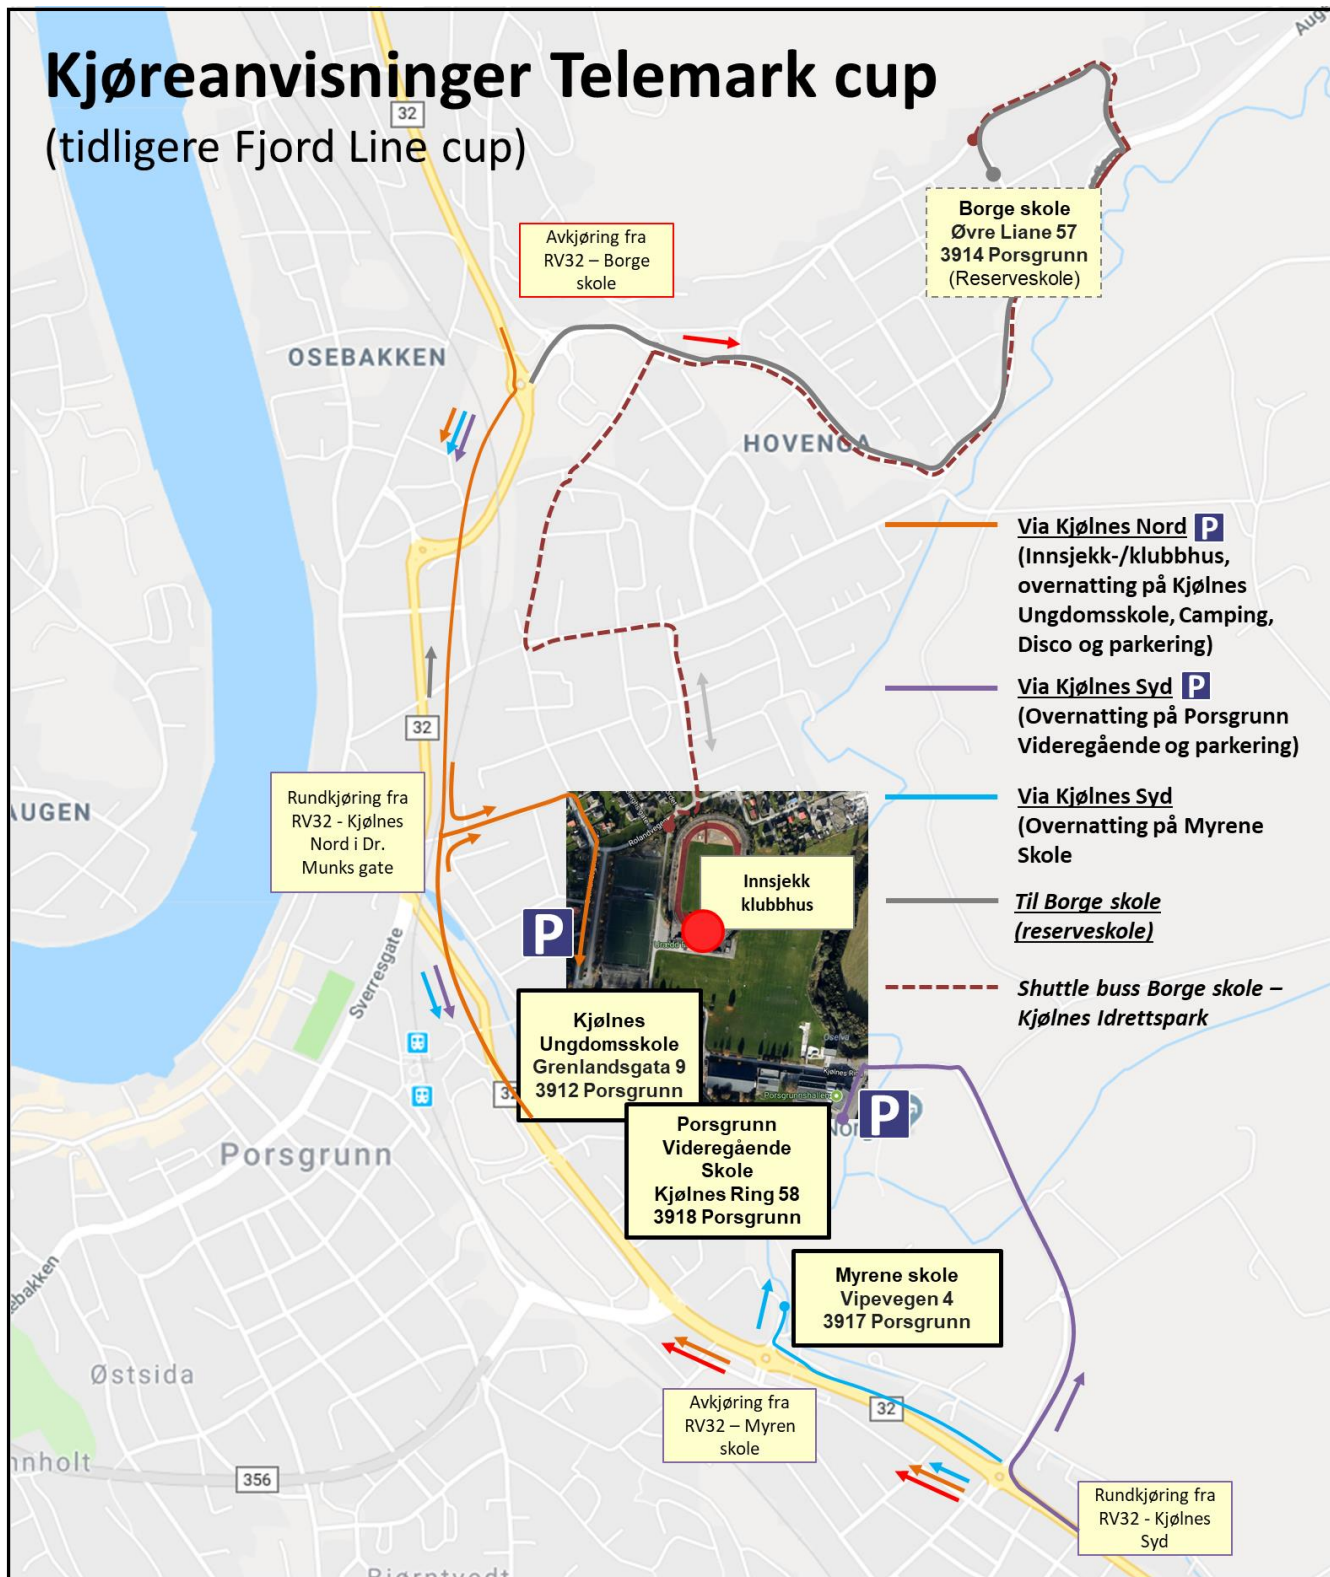 Kjøreanvisninger Telemark cup
(tidligere Fjord Line cup)
32
Borge skole
Øvre Liane 57
3914 Porsgrunn
(Reserveskole)
Avkjøring fra
RV32 – Borge
skole
OSEBAKKEN
HOVENGA
Via Kjølnes Nord P
(Innsjekk-/klubbhus,
overnatting på Kjølnes
Ungdomsskole, Camping,
Disco og parkering)
Via Kjølnes Syd P
(Overnatting på Porsgrunn
Videregående og parkering)
Via Kjølnes Syd
(Overnatting på Myrene
Skole
Til Borge skole
(reserveskole)
Shuttle buss Borge skole –
Kjølnes Idrettspark
32
Rundkjøring fra
RV32 - Kjølnes
Nord i Dr.
Munks gate
AUGEN
Innsjekk
klubbhus
P
Sverresgate
Kjølnes
Ungdomsskole
Grenlandsgata 9
3912 Porsgrunn
Kjølnes Ring
Porsgrunnshallen
P
Porsgrunn
Porsgrunn
Videregående
Skole
Kjølnes Ring 58
3918 Porsgrunn
Myrene skole
Vipevegen 4
3917 Porsgrunn
Østsida
Avkjøring fra
RV32 – Myren
skole
32
356
Rundkjøring fra
RV32 - Kjølnes
Syd